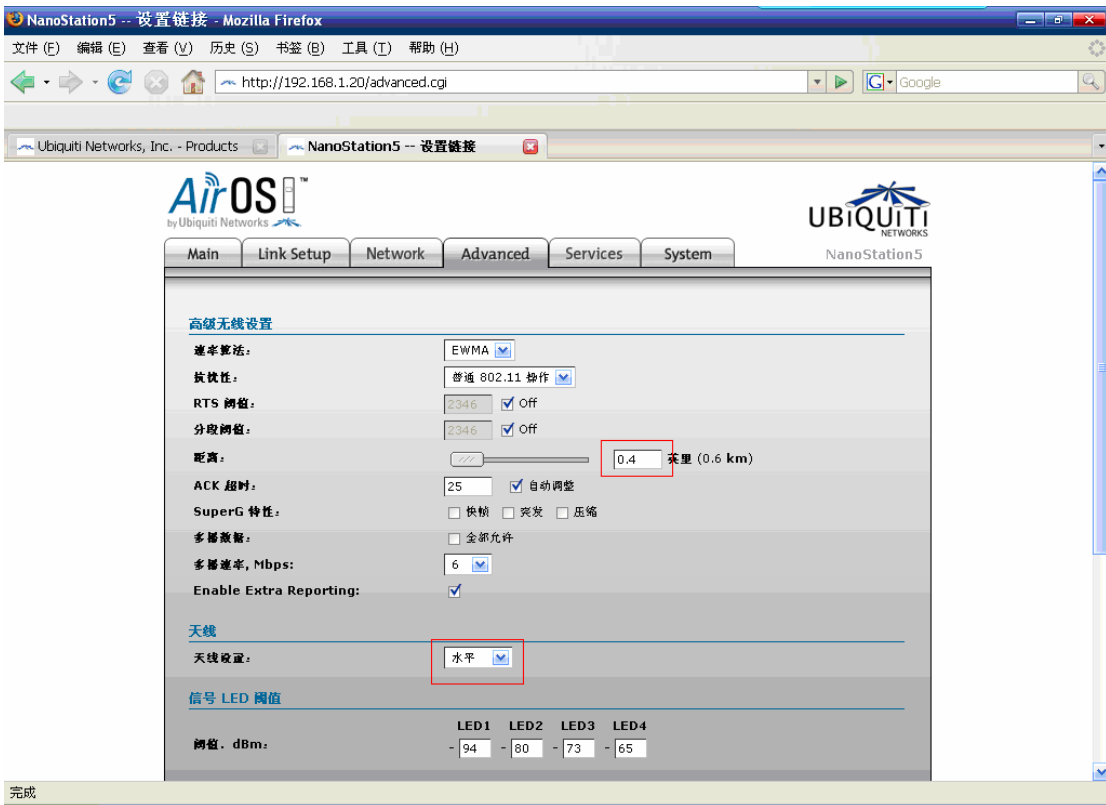 NanoStation5 -- 设置链接 - Mozilla Firefox
文件 (F) 编辑 (E) 查看 (V) 历史 (S) 书签 (B) 工具 (T) 帮助 (H)
http://192.168.1.20/advanced.cgi G Google
Ubiquiti Networks, Inc. - Products NanoStation5 -- 设置链接
AirOS™
by Ubiquiti Networks
UBiQUiTi
NETWORKS
Main Link Setup Network Advanced Services System NanoStation5
高级无线设置
速率算法: EWMA
抗扰性: 普通 802.11 操作
RTS 阈值: 2346 Off
分段阈值: 2346 Off
距离: 0.4 英里 (0.6 km)
ACK 超时: 25 自动调整
SuperG 特性: 快帧 突发 压缩
多播数据: 全部允许
多播速率, Mbps: 6
Enable Extra Reporting:
天线
天线设置: 水平
信号 LED 阈值
LED1 LED2 LED3 LED4
阈值. dBm: - 94 - 80 - 73 - 65
完成